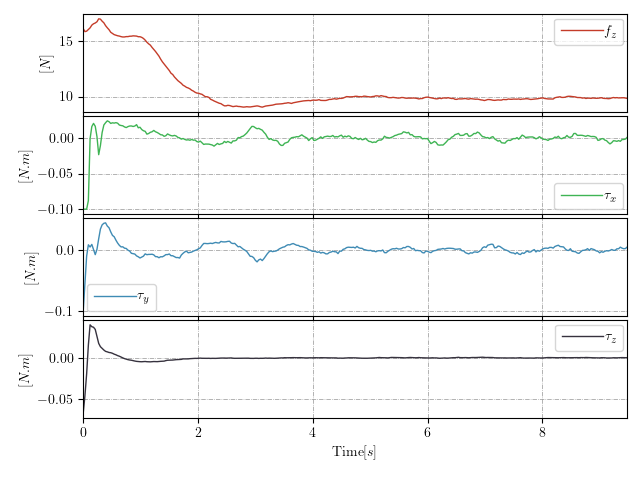 15
10
[N]
f_z
0.00
−0.05
−0.10
[N.m]
τ_x
0.0
−0.1
[N.m]
τ_y
0.00
−0.05
[N.m]
τ_z
0 2 4 6 8
Time[s]